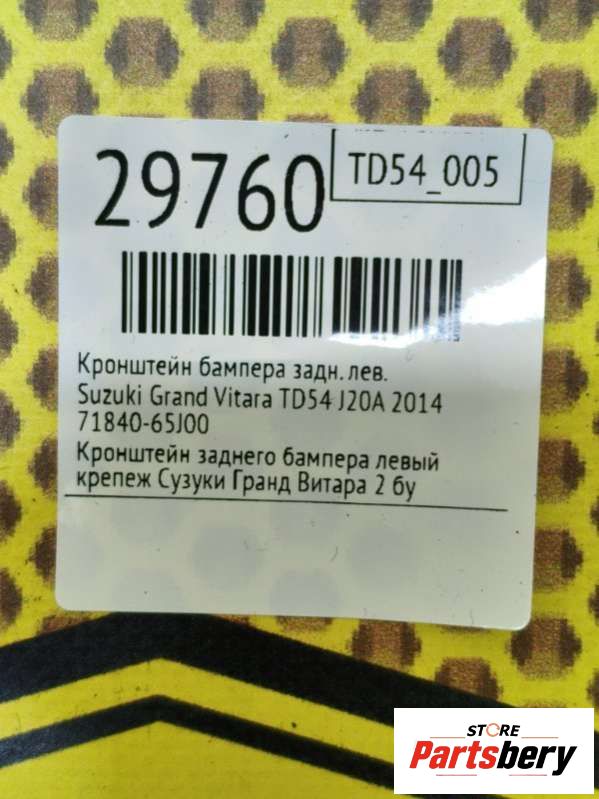 29760
TD54_005
Кронштейн бампера задн. лев.
Suzuki Grand Vitara TD54 J20A 2014
71840-65J00
Кронштейн заднего бампера левый
крепеж Сузуки Гранд Витара 2 бу
STORE
Partsbery